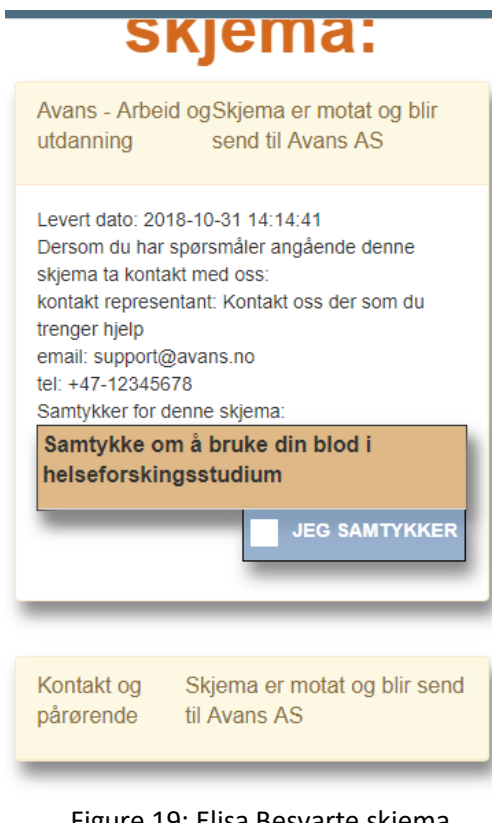 skjema:
Avans - Arbeid og
utdanning
Skjema er motat og blir
send til Avans AS
Levert dato: 2018-10-31 14:14:41
Dersom du har spørsmåler angående denne
skjema ta kontakt med oss:
kontakt representant: Kontakt oss der som du
trenger hjelp
email: support@avans.no
tel: +47-12345678
Samtykker for denne skjema:
Samtykke om å bruke din blod i
helseforskingsstudium
JEG SAMTYKKER
Kontakt og
pårørende
Skjema er motat og blir send
til Avans AS
Figure 19: Elisa Besvarte skjema